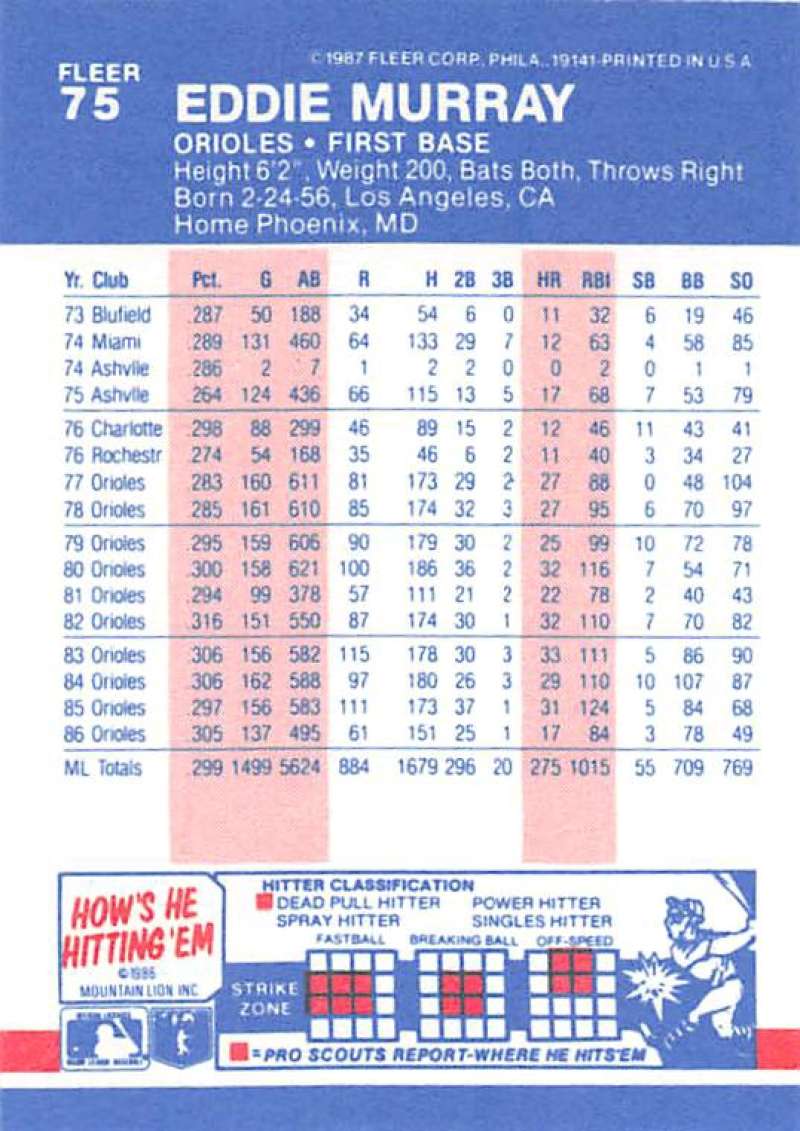 © 1987 FLEER CORP. PHILA., 19141-PRINTED IN U S A
FLEER
75
EDDIE MURRAY
ORIOLES • FIRST BASE
Height 6'2", Weight 200, Bats Both, Throws Right
Born 2-24-56, Los Angeles, CA
Home Phoenix, MD
Yr. Club Pct. G AB R H 2B 3B HR RBI SB BB SO
73 Blufield .287 50 188 34 54 6 0 11 32 6 19 46
74 Miami .289 131 460 64 133 29 7 12 63 4 58 85
74 Ashvlle .286 2 7 1 2 2 0 0 2 0 1 1
75 Ashvlle .264 124 436 66 115 13 5 17 68 7 53 79
76 Charlotte .298 88 299 46 89 15 2 12 46 11 43 41
76 Rochestr .274 54 168 35 46 6 2 11 40 3 34 27
77 Orioles .283 160 611 81 173 29 2 27 88 0 48 104
78 Orioles .285 161 610 85 174 32 3 27 95 6 70 97
79 Orioles .295 159 606 90 179 30 2 25 99 10 72 78
80 Orioles .300 158 621 100 186 36 2 32 116 7 54 71
81 Orioles .294 99 378 57 111 21 2 22 78 2 40 43
82 Orioles .316 151 550 87 174 30 1 32 110 7 70 82
83 Orioles .306 156 582 115 178 30 3 33 111 5 86 90
84 Orioles .306 162 588 97 180 26 3 29 110 10 107 87
85 Orioles .297 156 583 111 173 37 1 31 124 5 84 68
86 Orioles .305 137 495 61 151 25 1 17 84 3 78 49
ML Totals .299 1499 5624 884 1679 296 20 275 1015 55 709 769
HOW'S HE
HITTING 'EM
©1986
MOUNTAIN LION INC
HITTER CLASSIFICATION
DEAD PULL HITTER POWER HITTER
SPRAY HITTER SINGLES HITTER
FASTBALL BREAKING BALL OFF-SPEED
STRIKE
ZONE
= PRO SCOUTS REPORT-WHERE HE HITS'EM